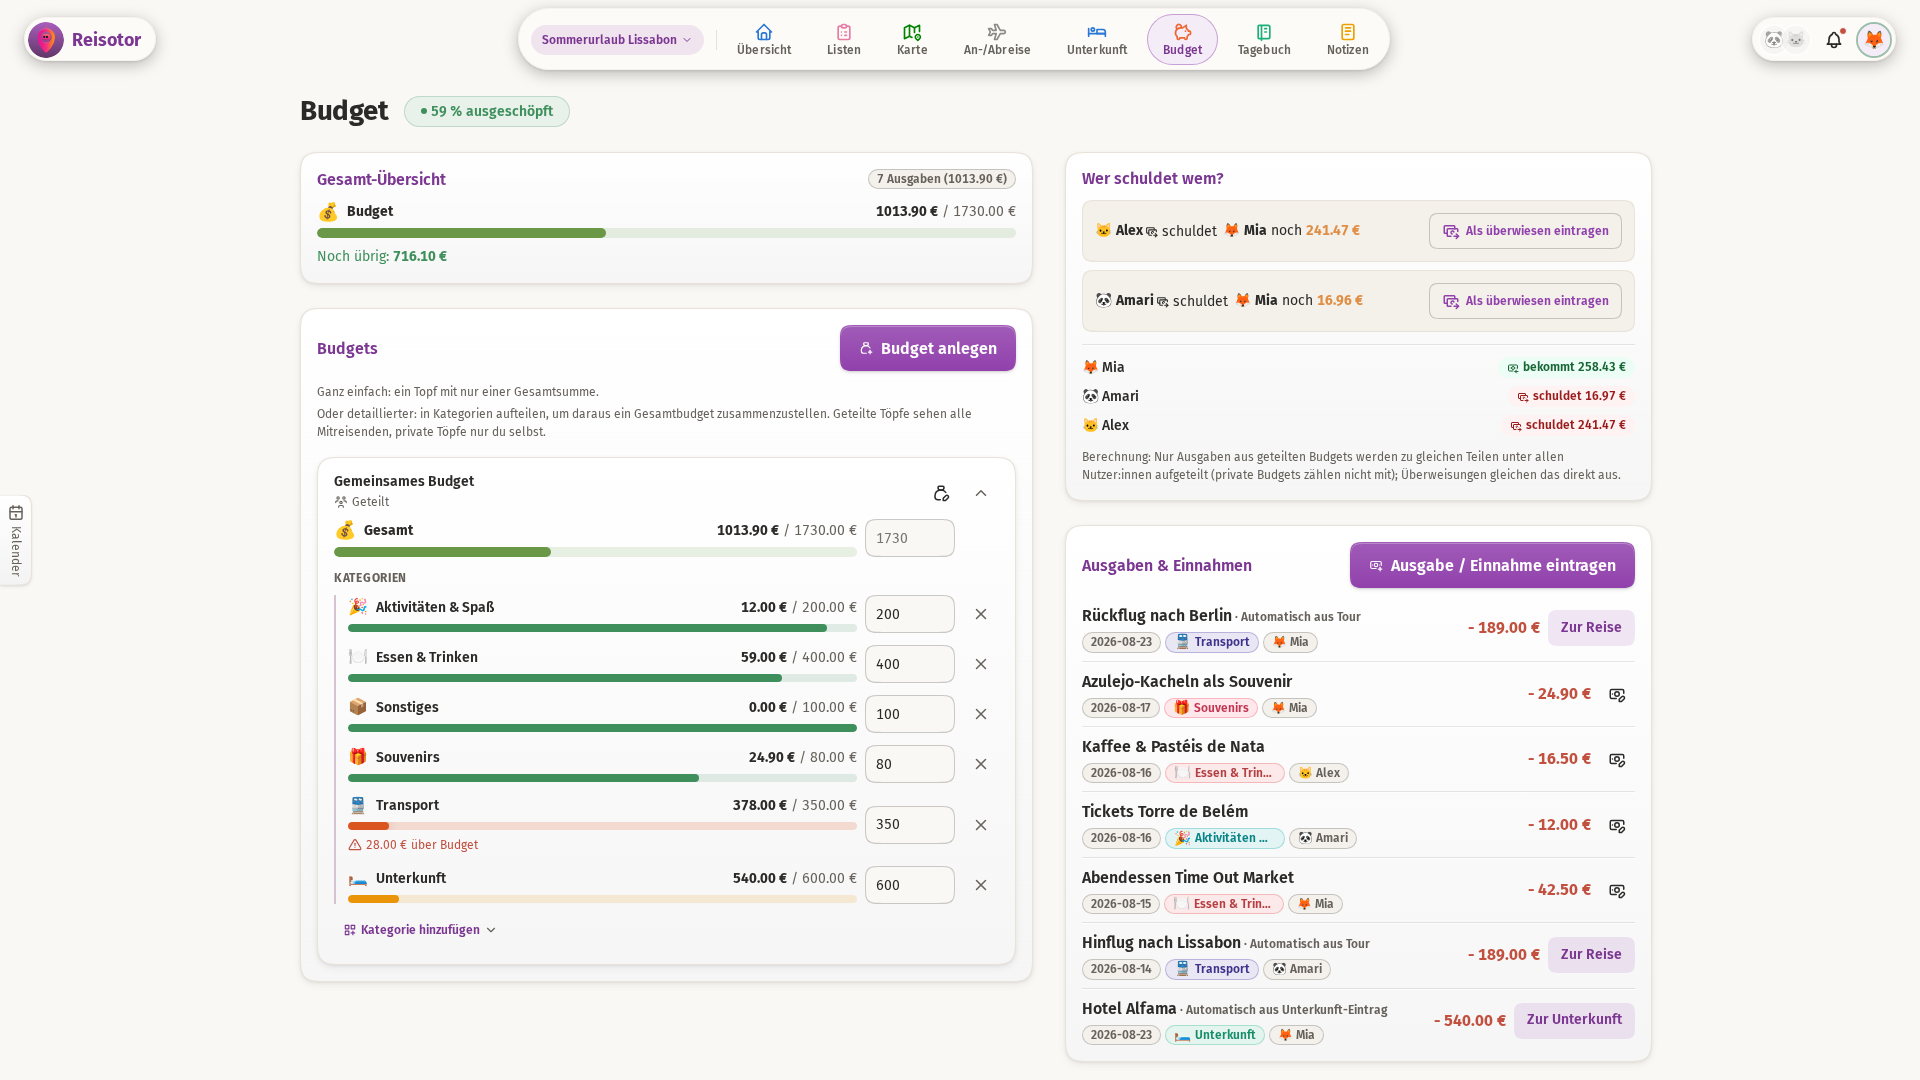 Reisotor
Sommerurlaub Lissabon
Übersicht
Listen
Karte
An-/Abreise
Unterkunft
Budget
Tagebuch
Notizen
Kalender
Budget
59 % ausgeschöpft
Gesamt-Übersicht
7 Ausgaben (1013.90 €)
Budget
1013.90 € / 1730.00 €
Noch übrig: 716.10 €
Budgets
Budget anlegen
Ganz einfach: ein Topf mit nur einer Gesamtsumme.
Oder detaillierter: in Kategorien aufteilen, um daraus ein Gesamtbudget zusammenzustellen. Geteilte Töpfe sehen alle
Mitreisenden, private Töpfe nur du selbst.
Gemeinsames Budget
Geteilt
Gesamt
1013.90 € / 1730.00 €
1730
KATEGORIEN
Aktivitäten & Spaß
12.00 € / 200.00 €
200
Essen & Trinken
59.00 € / 400.00 €
400
Sonstiges
0.00 € / 100.00 €
100
Souvenirs
24.90 € / 80.00 €
80
Transport
378.00 € / 350.00 €
350
28.00 € über Budget
Unterkunft
540.00 € / 600.00 €
600
Kategorie hinzufügen
Wer schuldet wem?
Alex schuldet Mia noch 241.47 €
Als überwiesen eintragen
Amari schuldet Mia noch 16.96 €
Als überwiesen eintragen
Mia
bekommt 258.43 €
Amari
schuldet 16.97 €
Alex
schuldet 241.47 €
Berechnung: Nur Ausgaben aus geteilten Budgets werden zu gleichen Teilen unter allen
Nutzer:innen aufgeteilt (private Budgets zählen nicht mit); Überweisungen gleichen das direkt aus.
Ausgaben & Einnahmen
Ausgabe / Einnahme eintragen
Rückflug nach Berlin · Automatisch aus Tour
2026-08-23 Transport Mia
- 189.00 €
Zur Reise
Azulejo-Kacheln als Souvenir
2026-08-17 Souvenirs Mia
- 24.90 €
Kaffee & Pastéis de Nata
2026-08-16 Essen & Trin... Alex
- 16.50 €
Tickets Torre de Belém
2026-08-16 Aktivitäten ... Amari
- 12.00 €
Abendessen Time Out Market
2026-08-15 Essen & Trin... Mia
- 42.50 €
Hinflug nach Lissabon · Automatisch aus Tour
2026-08-14 Transport Amari
- 189.00 €
Zur Reise
Hotel Alfama · Automatisch aus Unterkunft-Eintrag
2026-08-23 Unterkunft Mia
- 540.00 €
Zur Unterkunft